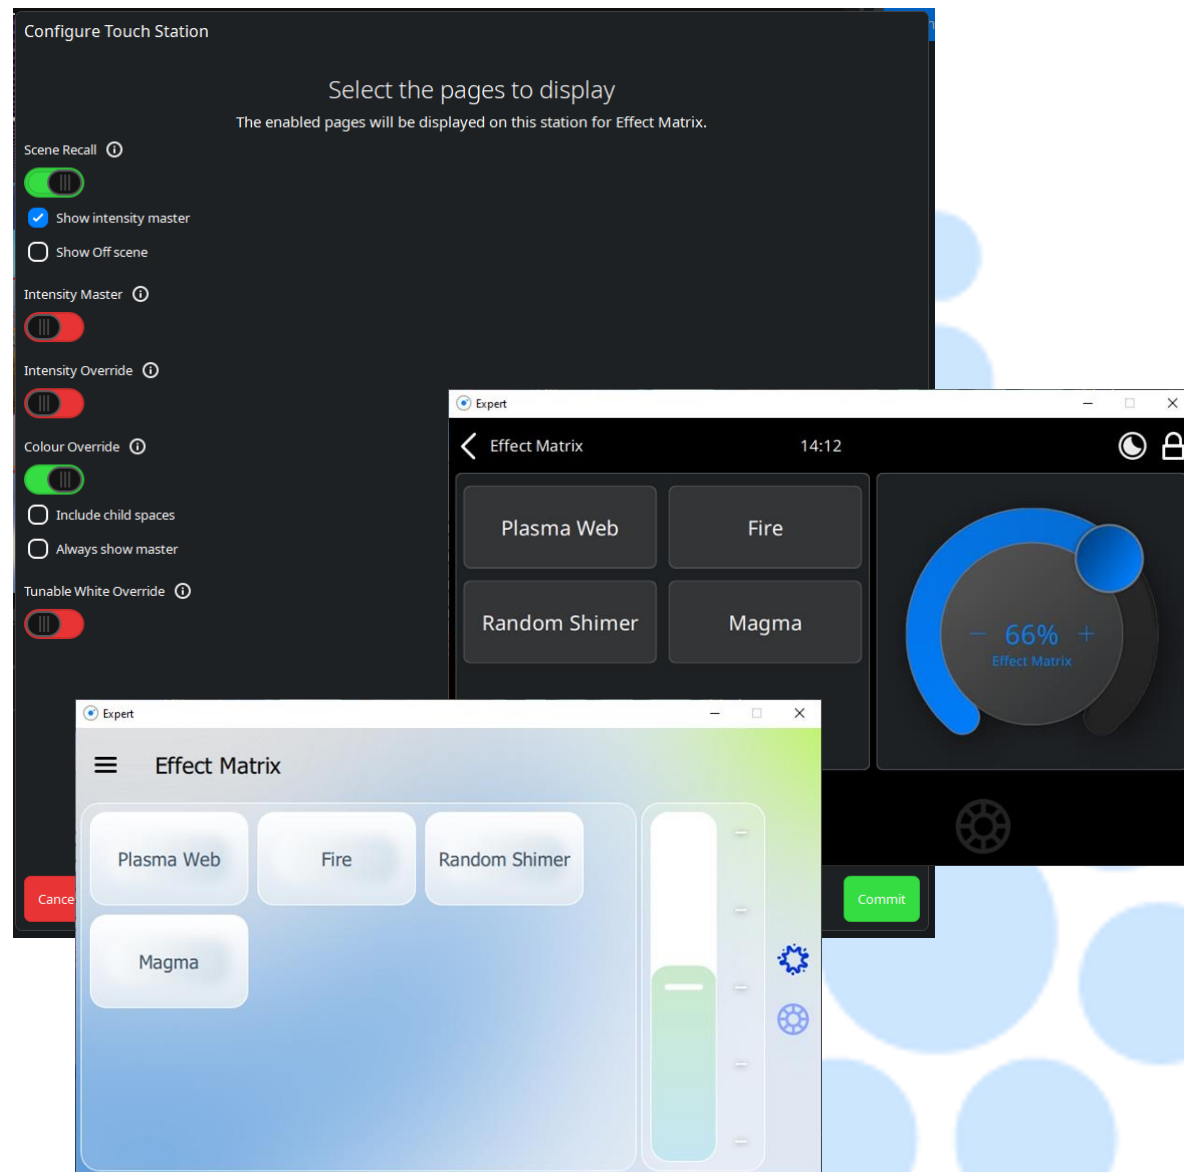 Configure Touch Station
Select the pages to display
The enabled pages will be displayed on this station for Effect Matrix.
Scene Recall
Show intensity master
Show Off scene
Intensity Master
Intensity Override
Colour Override
Include child spaces
Always show master
Tunable White Override
Cance
Commit
Expert
Effect Matrix
14:12
Plasma Web
Fire
Random Shimer
Magma
66%
Effect Matrix
Expert
Effect Matrix
Plasma Web
Fire
Random Shimer
Magma